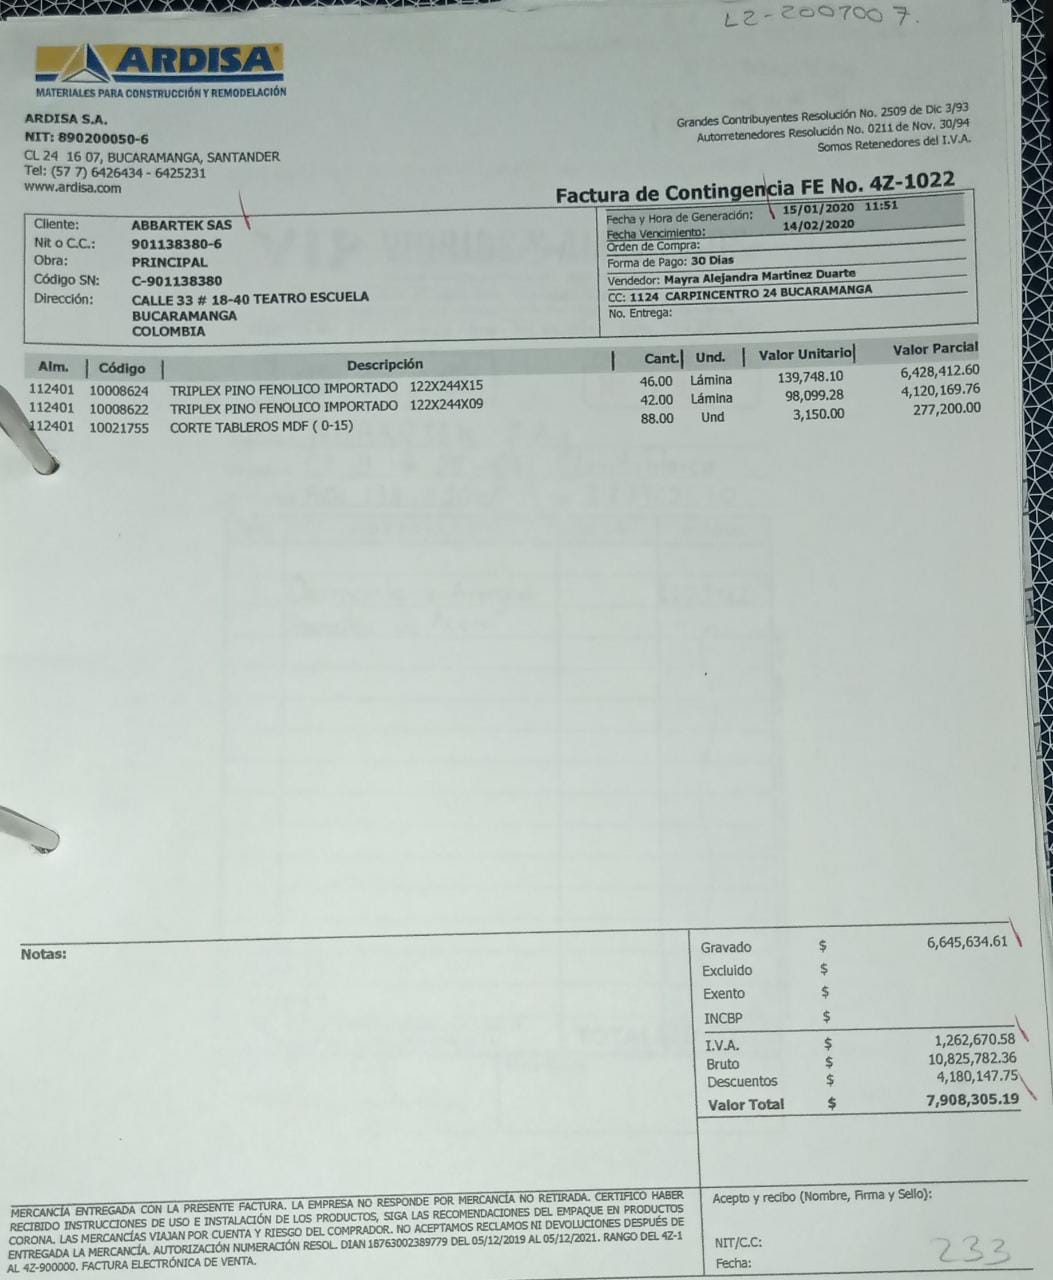 L2-2007007.
ARDISA
MATERIALES PARA CONSTRUCCIÓN Y REMODELACIÓN
ARDISA S.A.
NIT: 890200050-6
CL 24 16 07, BUCARAMANGA, SANTANDER
Tel: (57 7) 6426434 - 6425231
www.ardisa.com
Grandes Contribuyentes Resolución No. 2509 de Dic 3/93
Autorretenedores Resolución No. 0211 de Nov. 30/94
Somos Retenedores del I.V.A.
Factura de Contingencia FE No. 4Z-1022
Cliente: ABBARTEK SAS
Nit o C.C.: 901138380-6
Obra: PRINCIPAL
Código SN: C-901138380
Dirección: CALLE 33 # 18-40 TEATRO ESCUELA
BUCARAMANGA
COLOMBIA
Fecha y Hora de Generación: 15/01/2020 11:51
Fecha Vencimiento: 14/02/2020
Orden de Compra:
Forma de Pago: 30 Dias
Vendedor: Mayra Alejandra Martinez Duarte
CC: 1124 CARPINCENTRO 24 BUCARAMANGA
No. Entrega:
Alm. Código Descripción Cant. Und. Valor Unitario Valor Parcial
112401 10008624 TRIPLEX PINO FENOLICO IMPORTADO 122X244X15 46.00 Lámina 139,748.10 6,428,412.60
112401 10008622 TRIPLEX PINO FENOLICO IMPORTADO 122X244X09 42.00 Lámina 98,099.28 4,120,169.76
112401 10021755 CORTE TABLEROS MDF ( 0-15) 88.00 Und 3,150.00 277,200.00
Notas:
Gravado $ 6,645,634.61
Excluido $
Exento $
INCBP $
I.V.A. $ 1,262,670.58
Bruto $ 10,825,782.36
Descuentos $ 4,180,147.75
Valor Total $ 7,908,305.19
MERCANCÍA ENTREGADA CON LA PRESENTE FACTURA. LA EMPRESA NO RESPONDE POR MERCANCÍA NO RETIRADA. CERTIFICO HABER
RECIBIDO INSTRUCCIONES DE USO E INSTALACIÓN DE LOS PRODUCTOS, SIGA LAS RECOMENDACIONES DEL EMPAQUE EN PRODUCTOS
CORONA. LAS MERCANCÍAS VIAJAN POR CUENTA Y RIESGO DEL COMPRADOR. NO ACEPTAMOS RECLAMOS NI DEVOLUCIONES DESPUÉS DE
ENTREGADA LA MERCANCÍA. AUTORIZACIÓN NUMERACIÓN RESOL. DIAN 18763002389779 DEL 05/12/2019 AL 05/12/2021. RANGO DEL 4Z-1
AL 4Z-900000. FACTURA ELECTRÓNICA DE VENTA.
Acepto y recibo (Nombre, Firma y Sello):
NIT/C.C:
Fecha:
233